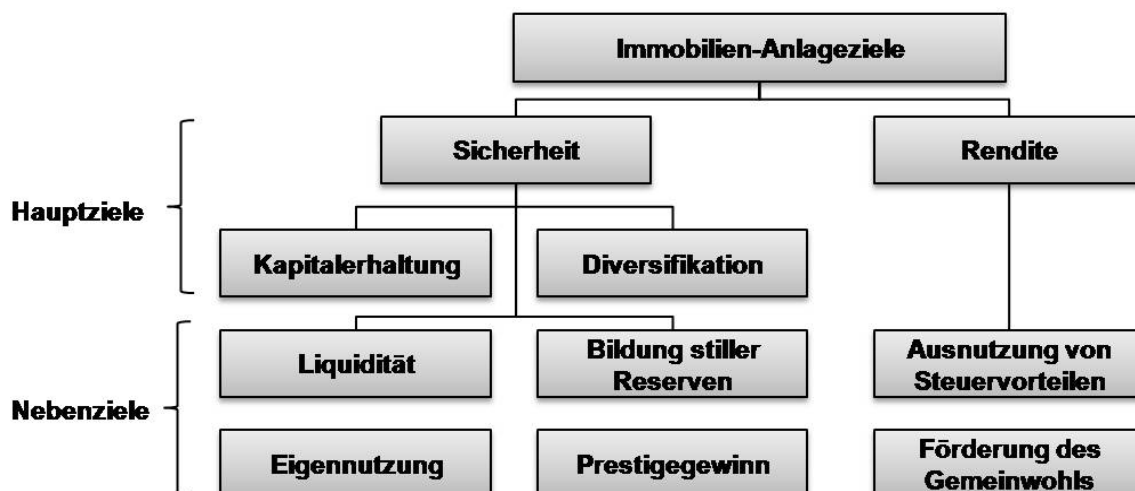 Immobilien-Anlageziele
Sicherheit
Rendite
Hauptziele
Kapitalerhaltung
Diversifikation
Liquidität
Bildung stiller
Reserven
Ausnutzung von
Steuervorteilen
Nebenziele
Eigennutzung
Prestigegewinn
Förderung des
Gemeinwohls